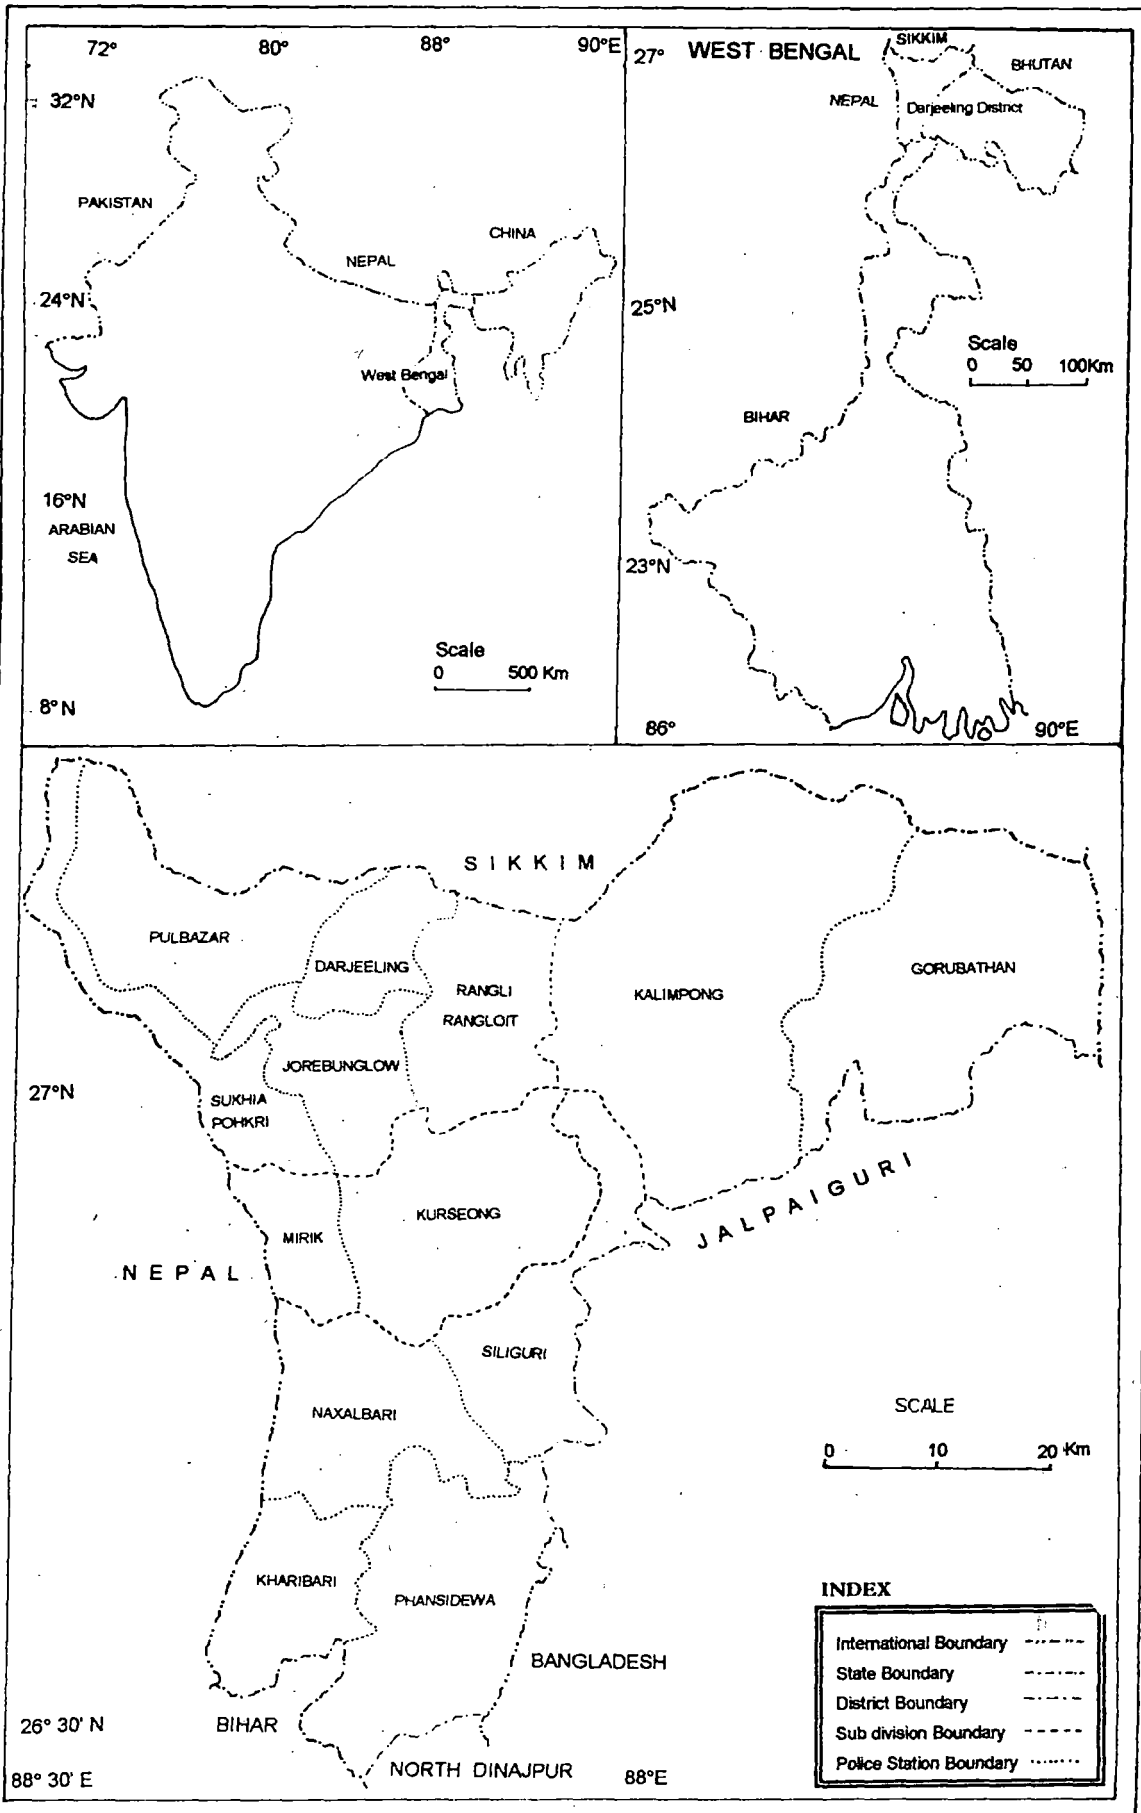 72°
80°
88°
90°E
32°N
PAKISTAN
CHINA
NEPAL
24°N
West Bengal
16°N
ARABIAN
SEA
Scale
0 500 Km
8°N
27° WEST BENGAL
SIKKIM
BHUTAN
NEPAL
Darjeeling District
25°N
Scale
0 50 100Km
BIHAR
23°N
86°
90°E
SIKKIM
PULBAZAR
DARJEELING
RANGLI
RANGLOIT
KALIMPONG
GORUBATHAN
JOREBUNGLOW
27°N
SUKHIA
POHKRI
JALPAIGURI
KURSEONG
MIRIK
NEPAL
SILIGURI
NAXALBARI
SCALE
0 10 20 Km
KHARIBARI
PHANSIDEWA
BANGLADESH
BIHAR
26° 30' N
NORTH DINAJPUR
88° 30' E
88°E
INDEX
International Boundary
State Boundary
District Boundary
Sub division Boundary
Police Station Boundary